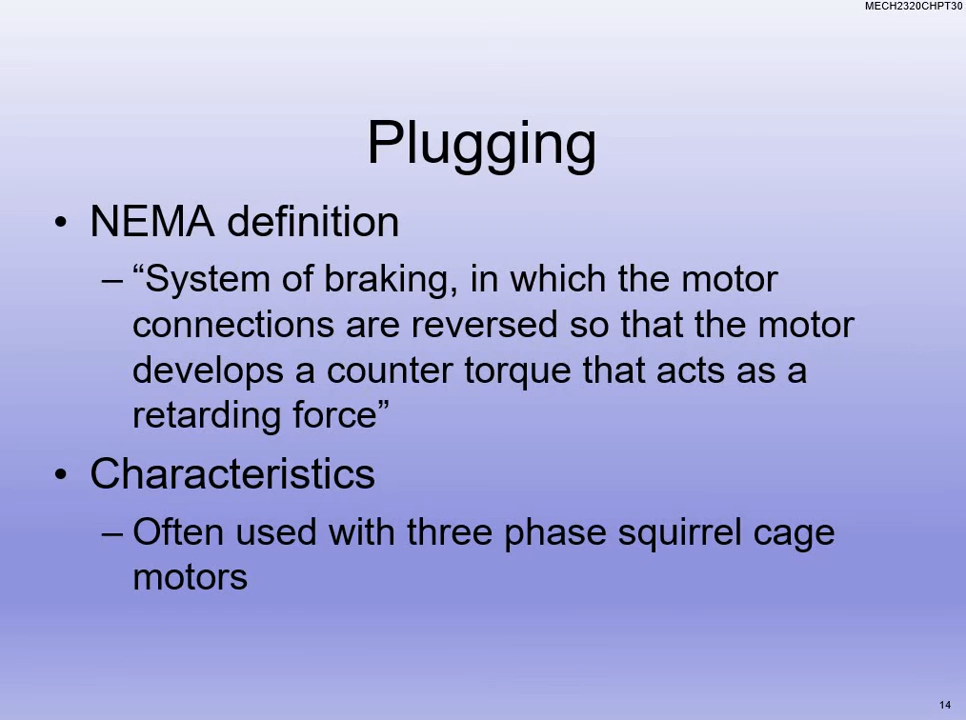 MECH2320CHPT30
Plugging
• NEMA definition
– “System of braking, in which the motor
connections are reversed so that the motor
develops a counter torque that acts as a
retarding force”
• Characteristics
– Often used with three phase squirrel cage
motors
14